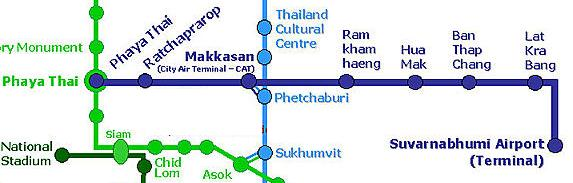 Thailand
Cultural
Centre
ry Monument
Phaya Thai
Phaya Thai
Ratchaprarop
Makkasan
(City Air Terminal – CAT)
Ram
kham
haeng
Hua
Mak
Ban
Thap
Chang
Lat
Kra
Bang
Phetchaburi
National
Stadium
Siam
Chid
Lom
Asok
Sukhumvit
Suvarnabhumi Airport
(Terminal)